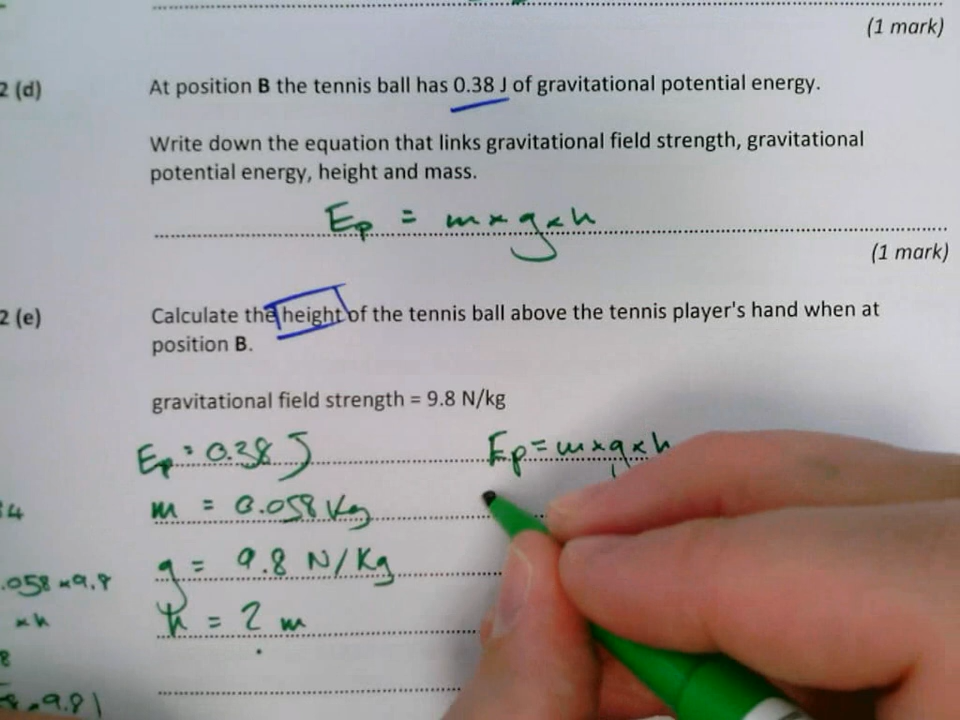 (1 mark)
2 (d) At position B the tennis ball has 0.38 J of gravitational potential energy.
Write down the equation that links gravitational field strength, gravitational
potential energy, height and mass.
Ep = m × g × h
(1 mark)
2 (e) Calculate the height of the tennis ball above the tennis player's hand when at
position B.
gravitational field strength = 9.8 N/kg
Ep = 0.38 J Ep = m × g × h
m = 0.058 Kg
g = 9.8 N/Kg
.058 × 9.8
h = ? m
× h